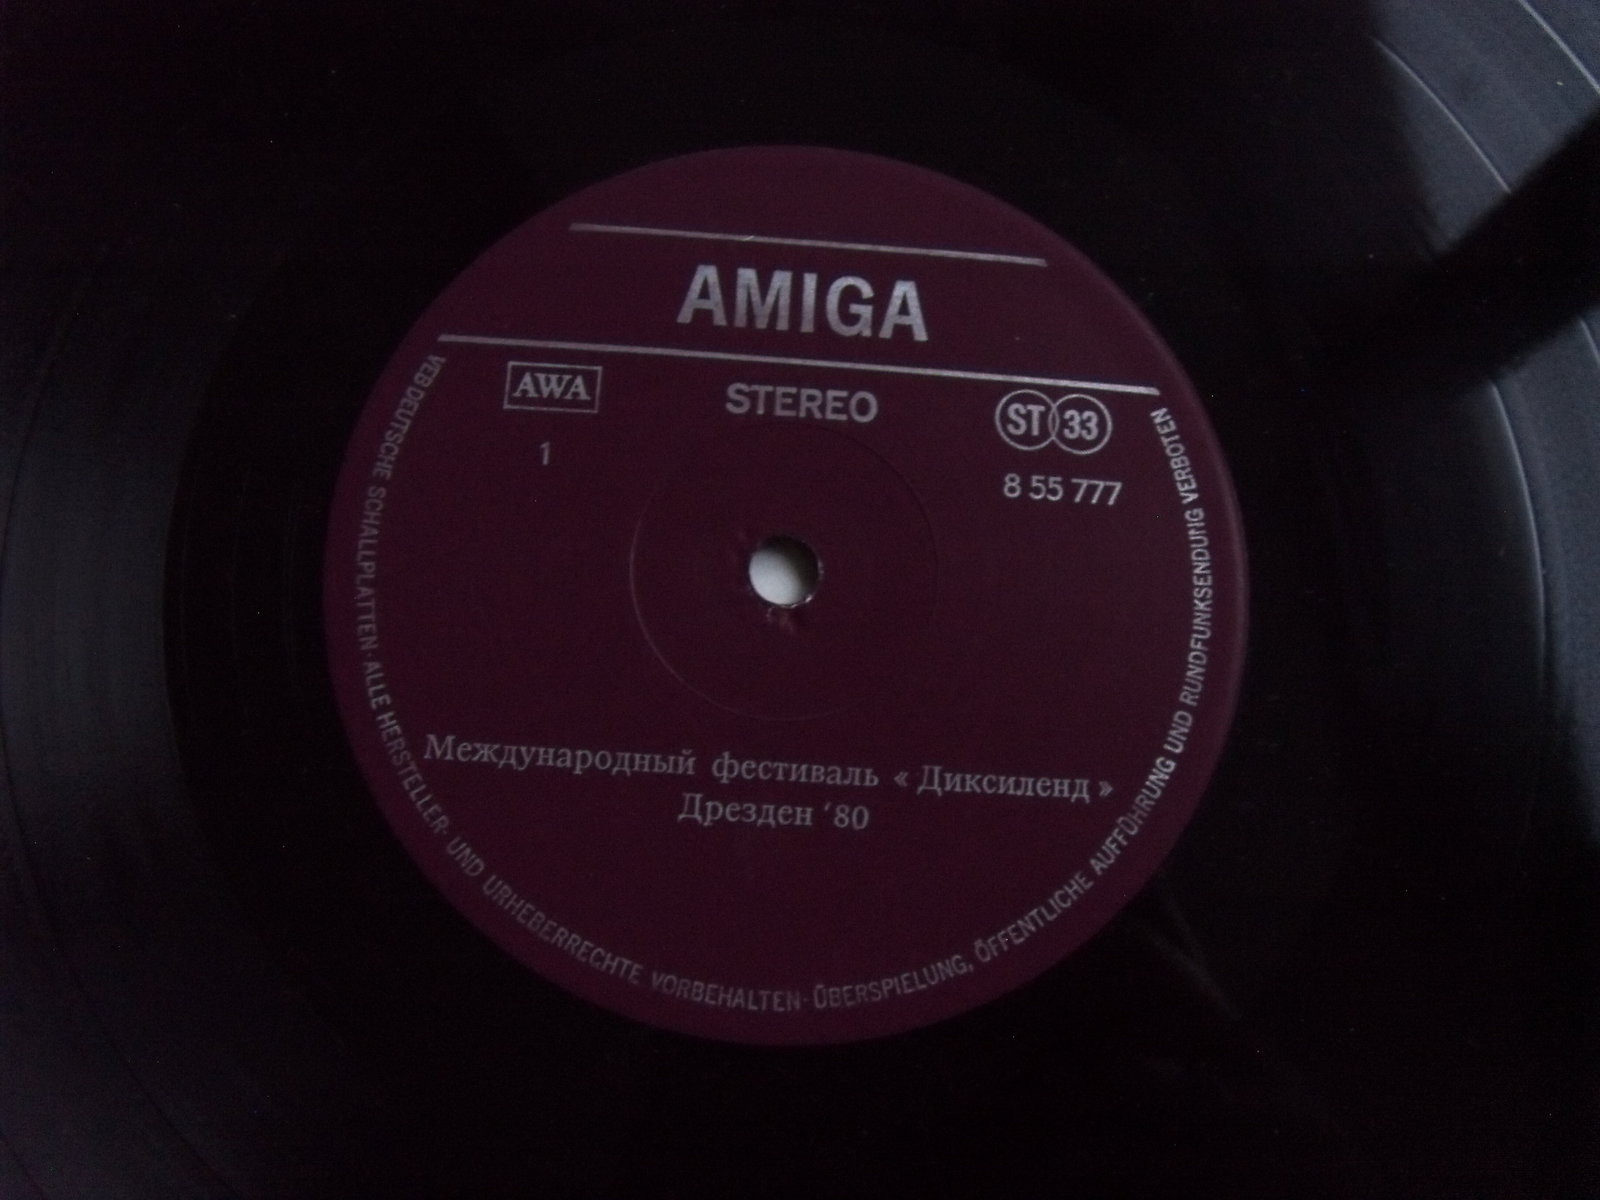 AMIGA
AWA
STEREO
ST 33
1
8 55 777
Международный фестиваль « Диксиленд »
Дрезден ‘80
VEB DEUTSCHE SCHALLPLATTEN · ALLE HERSTELLER- UND URHEBERRECHTE VORBEHALTEN · ÜBERSPIELUNG, ÖFFENTLICHE AUFFÜHRUNG UND RUNDFUNKSENDUNG VERBOTEN